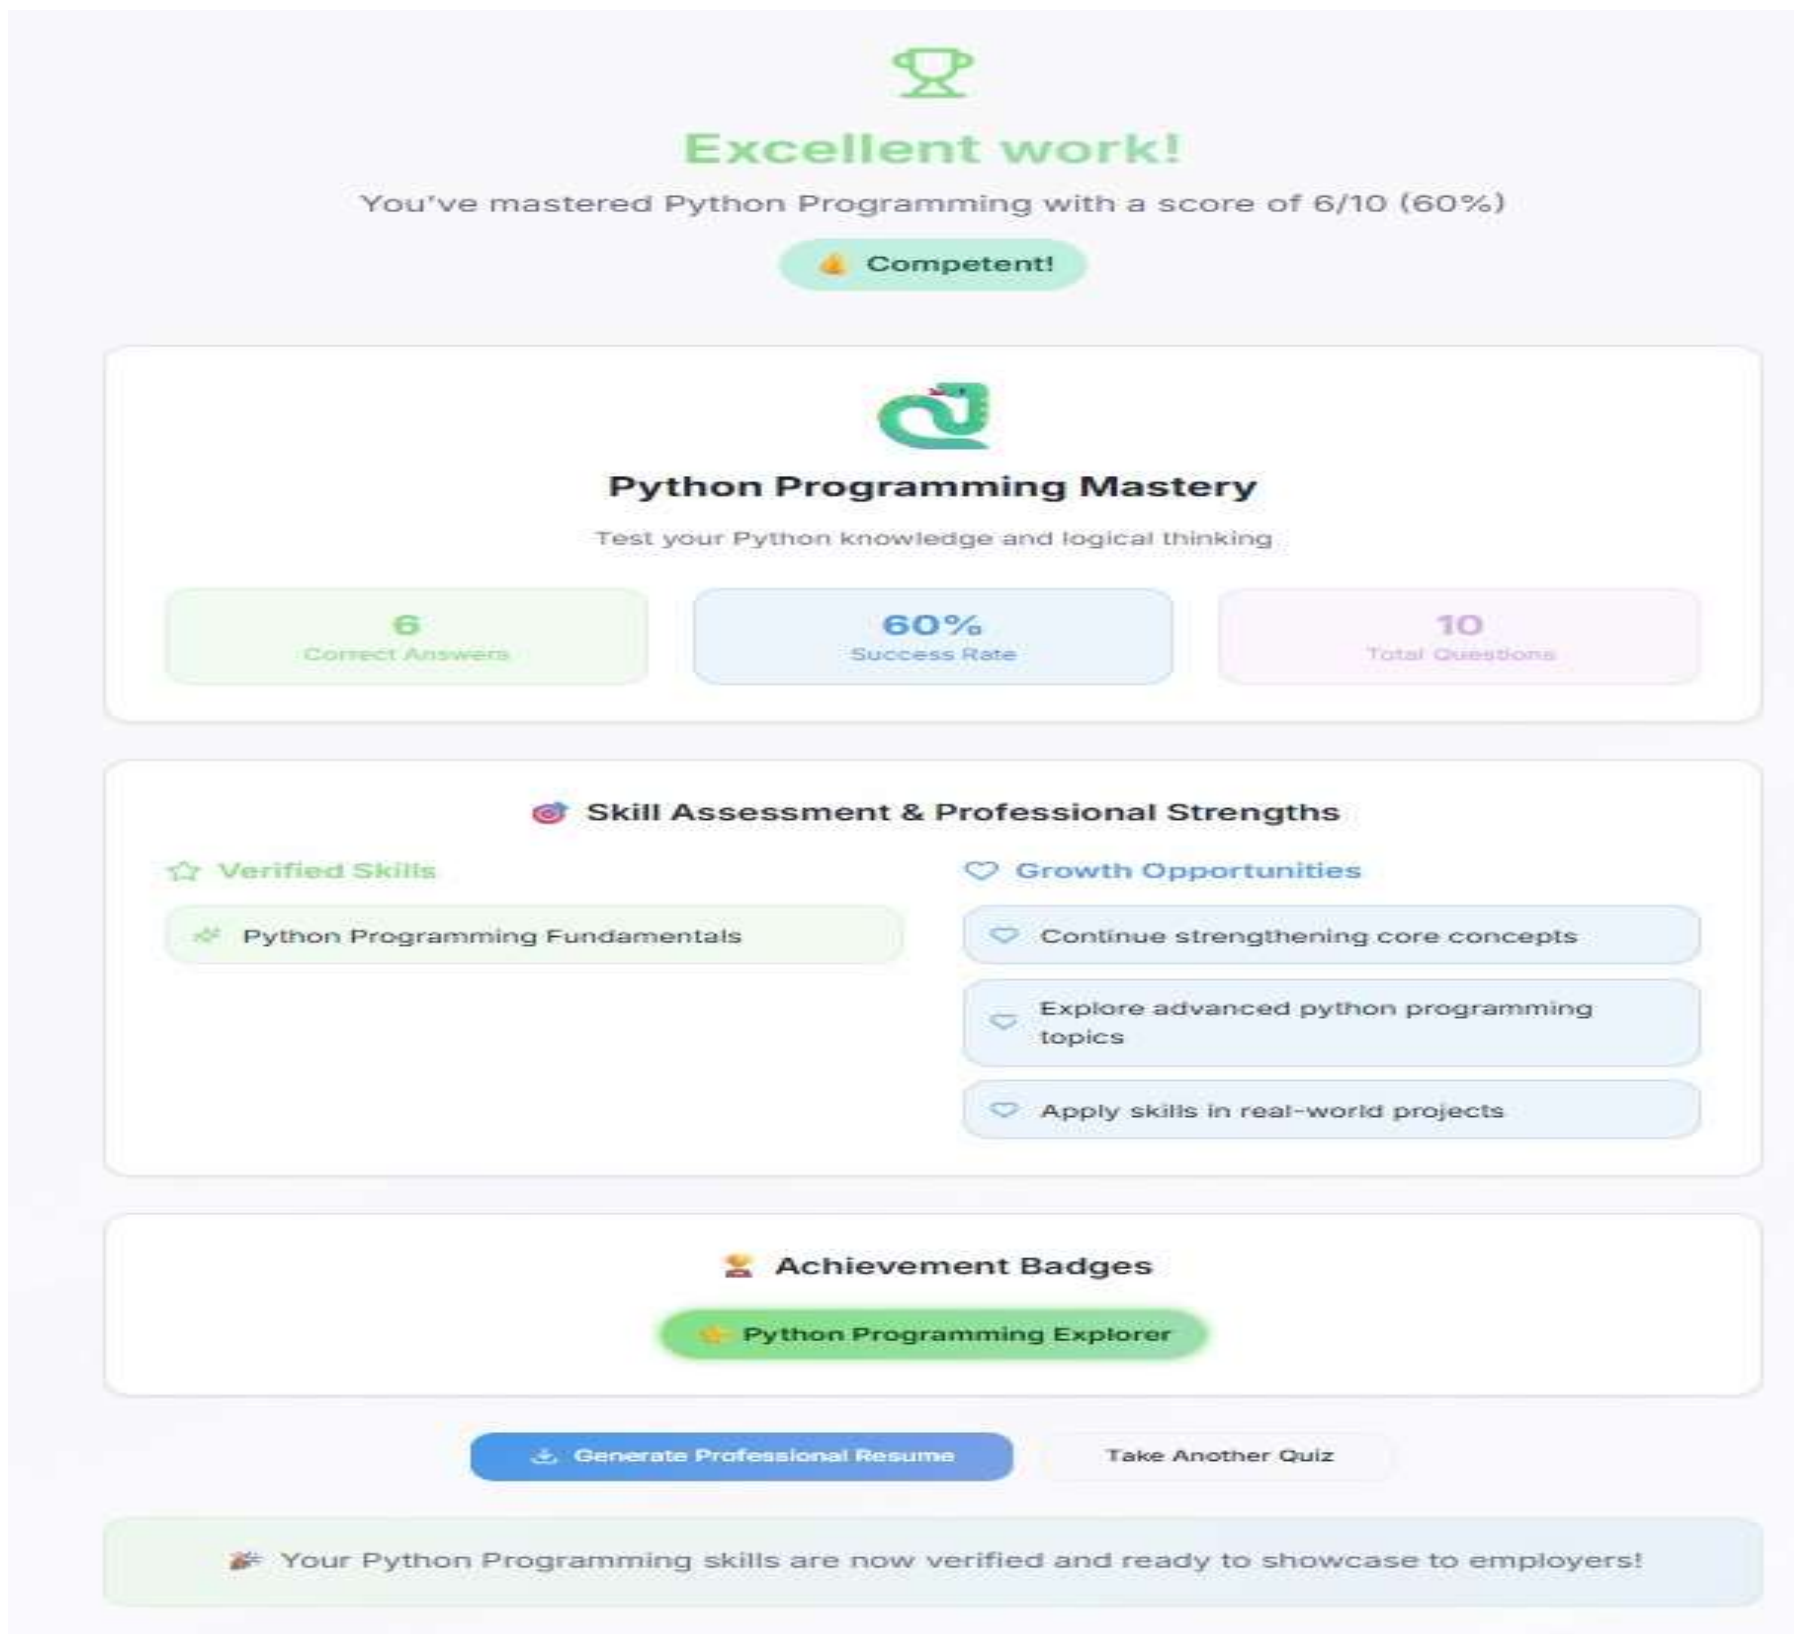 Excellent work!
You've mastered Python Programming with a score of 6/10 (60%)
Competent!
Python Programming Mastery
Test your Python knowledge and logical thinking
6
Correct Answers
60%
Success Rate
10
Total Questions
Skill Assessment & Professional Strengths
Verified Skills
Python Programming Fundamentals
Growth Opportunities
Continue strengthening core concepts
Explore advanced python programming
topics
Apply skills in real-world projects
Achievement Badges
Python Programming Explorer
Generate Professional Resume
Take Another Quiz
Your Python Programming skills are now verified and ready to showcase to employers!